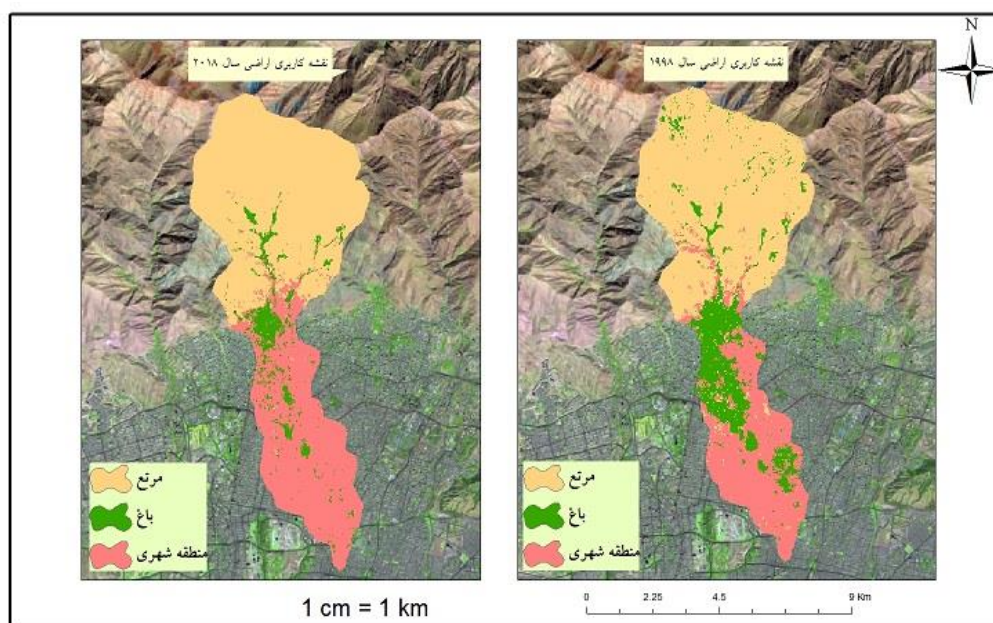 N
نقشه کاربری اراضی سال ۱۹۹۸
نقشه کاربری اراضی سال ۲۰۱۸
مرتع
باغ
منطقه شهری
مرتع
باغ
منطقه شهری
1 cm = 1 km
0 2.25 4.5 9 Km